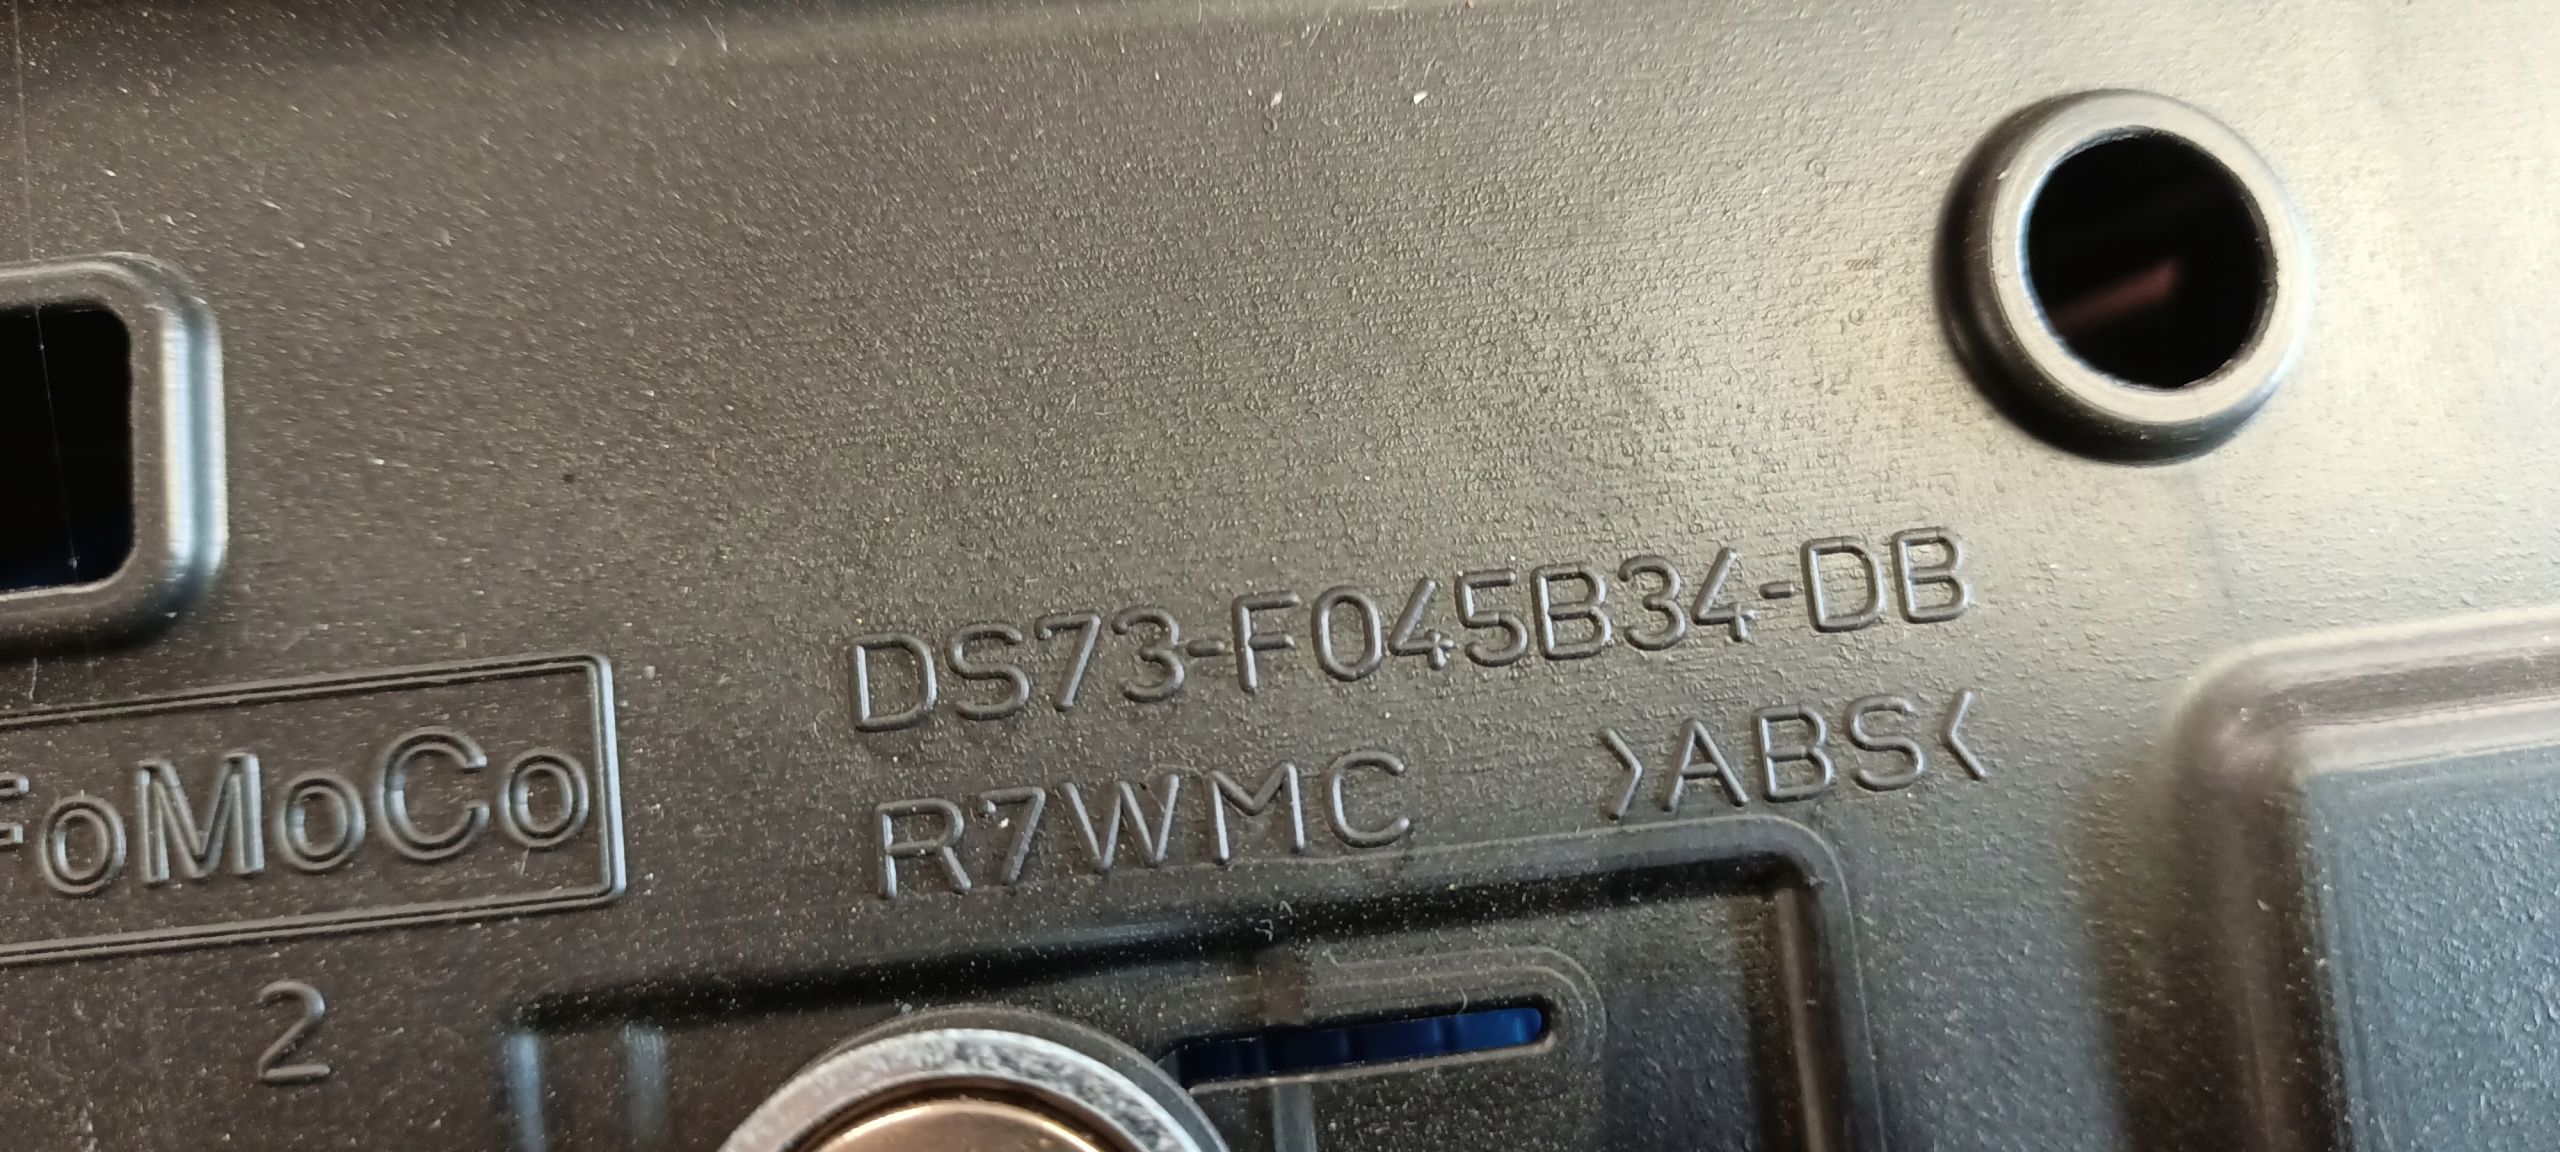 DS73-F045B34-DB
R7WMC >ABS<
FoMoCo
2